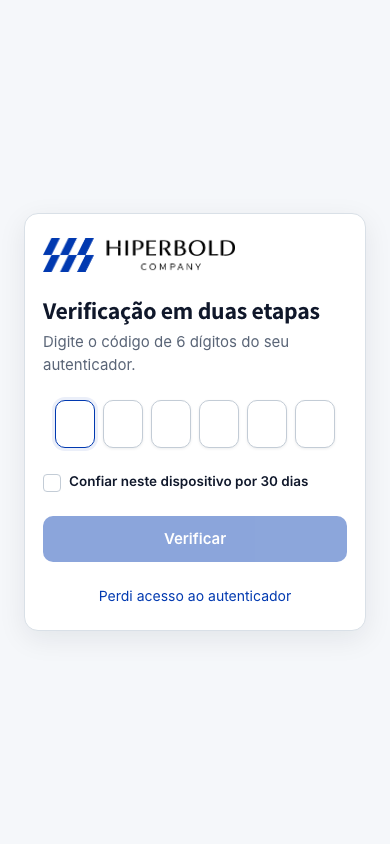 HIPERBOLD
COMPANY
Verificação em duas etapas
Digite o código de 6 dígitos do seu
autenticador.
Confiar neste dispositivo por 30 dias
Verificar
Perdi acesso ao autenticador